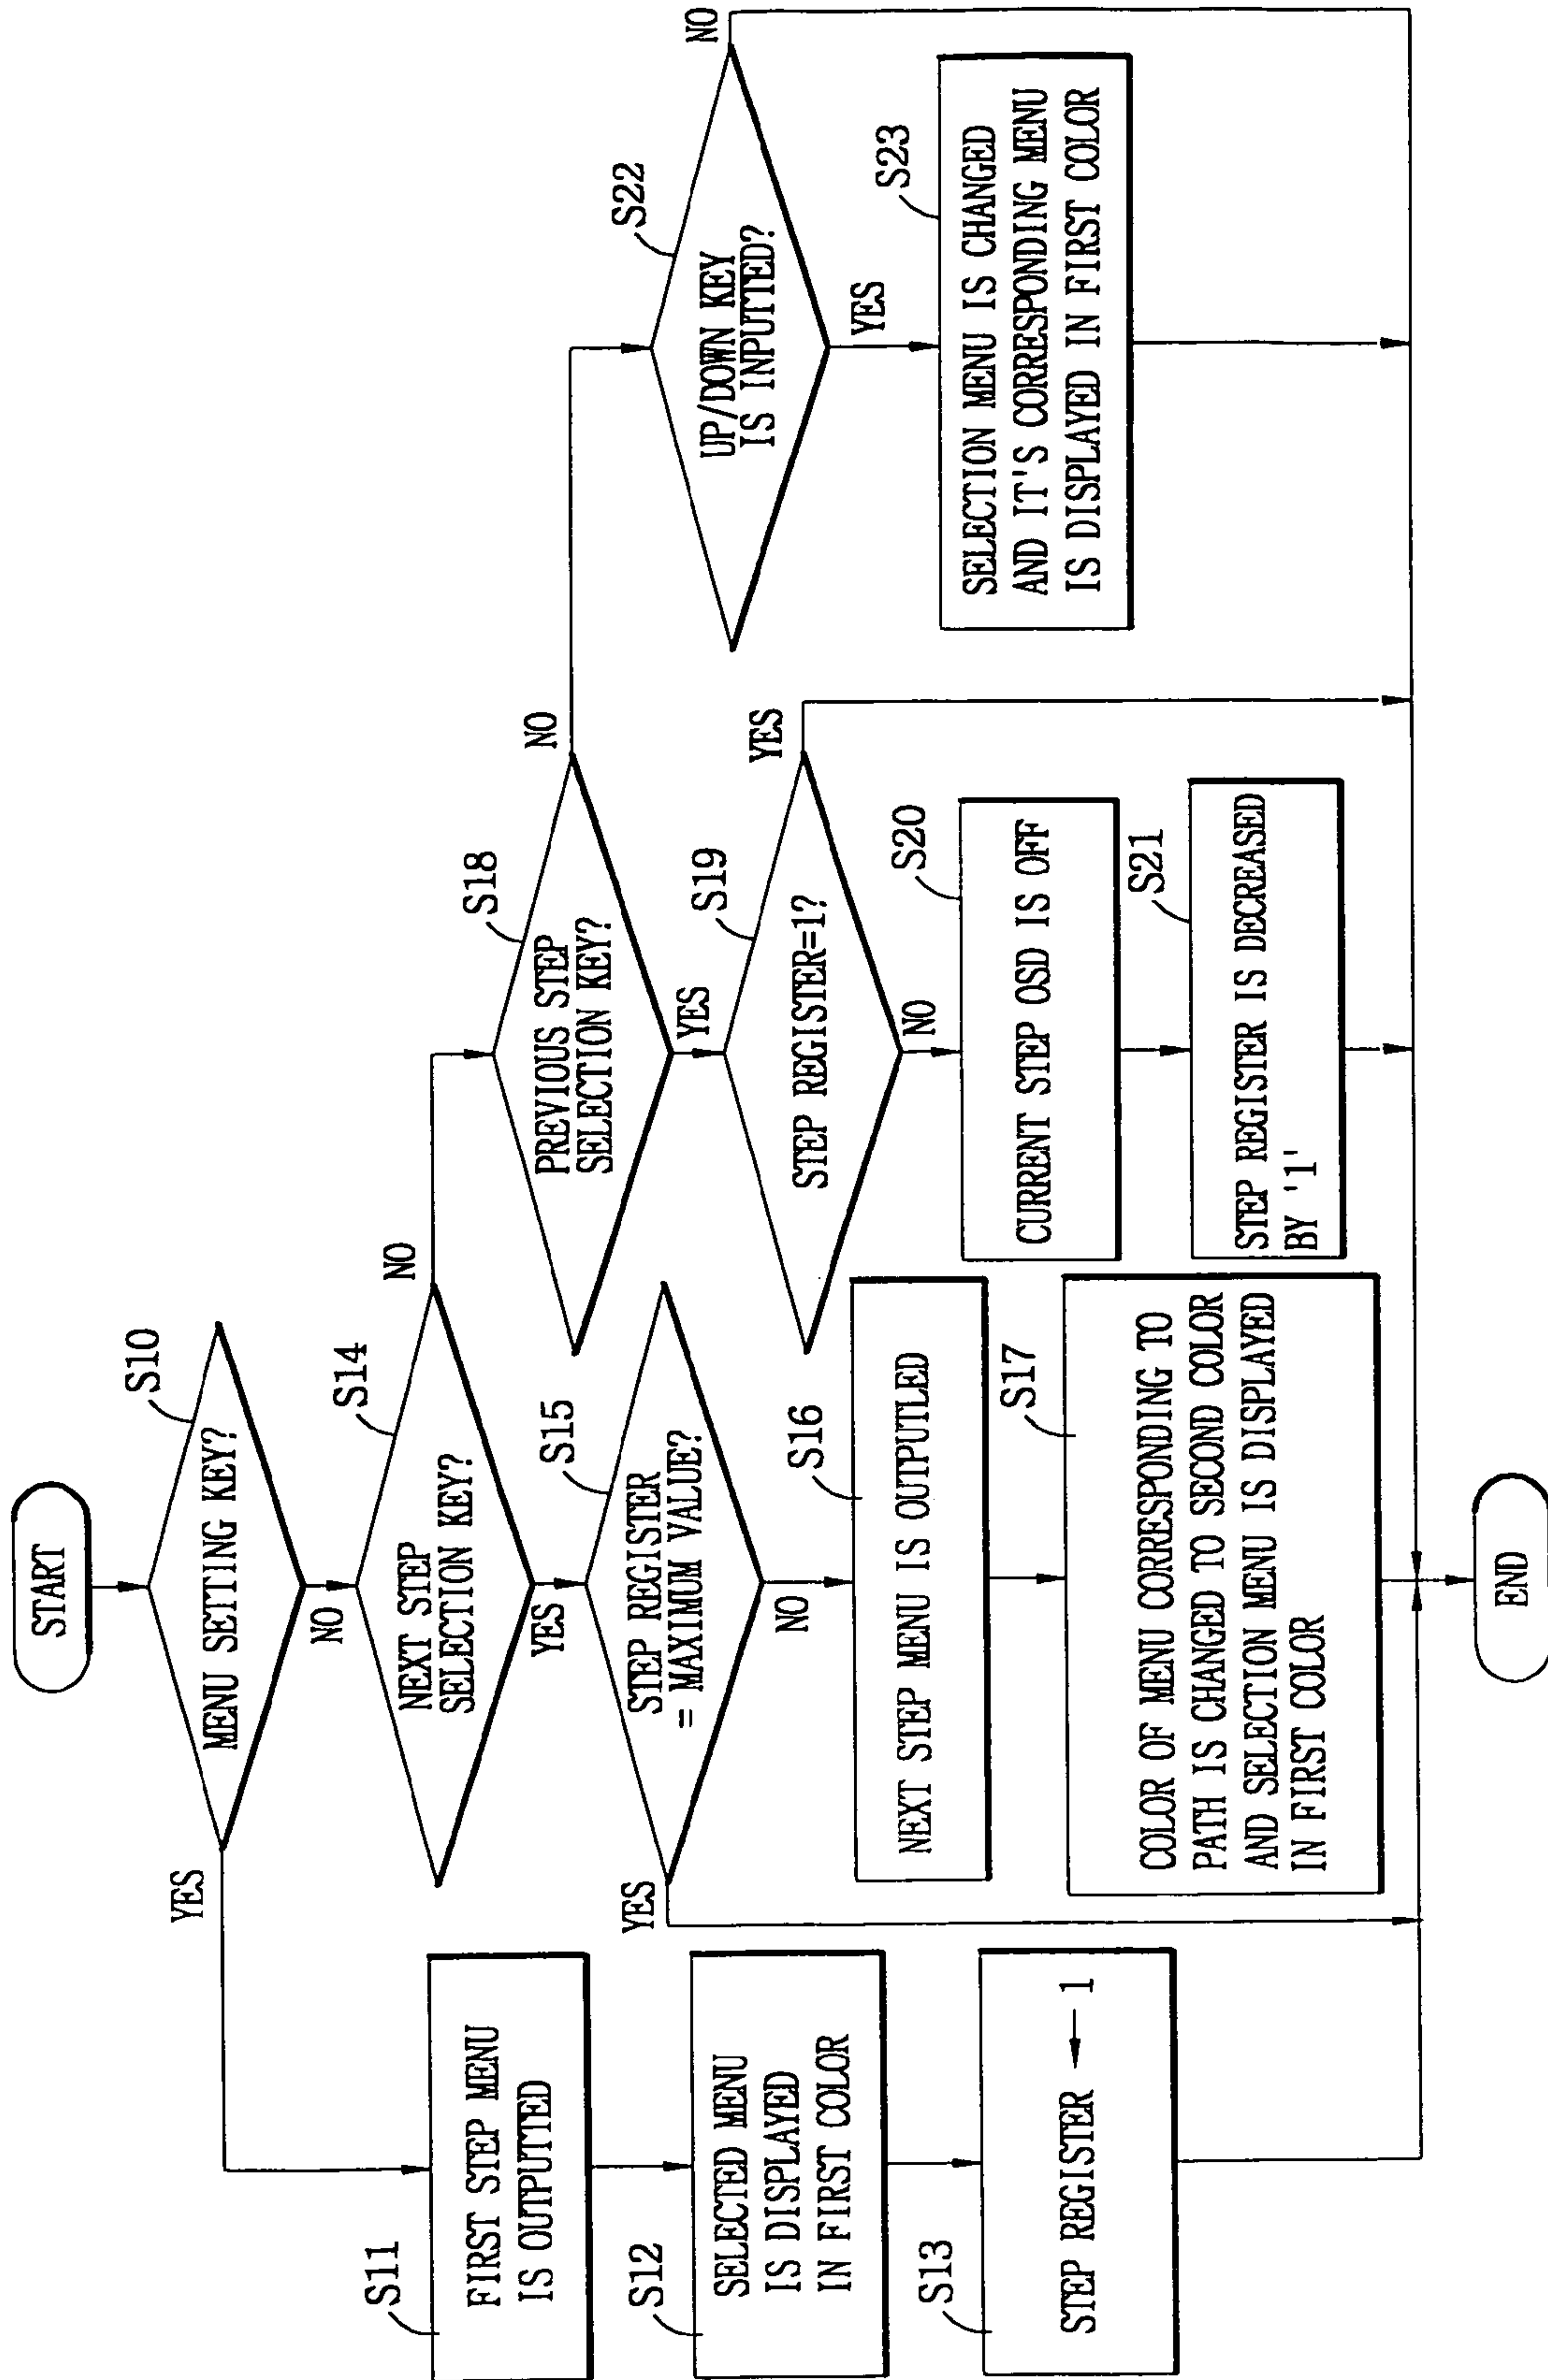 START
S10
MENU SETTING KEY?
YES
NO
S11
FIRST STEP MENU
IS OUTPUTTED
S12
SELECTED MENU
IS DISPLAYED
IN FIRST COLOR
S13
STEP REGISTER ← 1
S14
NEXT STEP
SELECTION KEY?
NO
YES
S15
STEP REGISTER
= MAXIMUM VALUE?
YES
NO
S16
NEXT STEP MENU IS OUTPUTLED
S17
COLOR OF MENU CORRESPONDING TO
PATH IS CHANGED TO SECOND COLOR
AND SELECTION MENU IS DISPLAYED
IN FIRST COLOR
S18
PREVIOUS STEP
SELECTION KEY?
NO
YES
S19
STEP REGISTER=1?
YES
NO
S20
CURRENT STEP OSD IS OFF
S21
STEP REGISTER IS DECREASED
BY '1'
S22
UP/DOWN KEY
IS INPUTTED?
NO
YES
S23
SELECTION MENU IS CHANGED
AND IT'S CORRESPONDING MENU
IS DISPLAYED IN FIRST COLOR
END